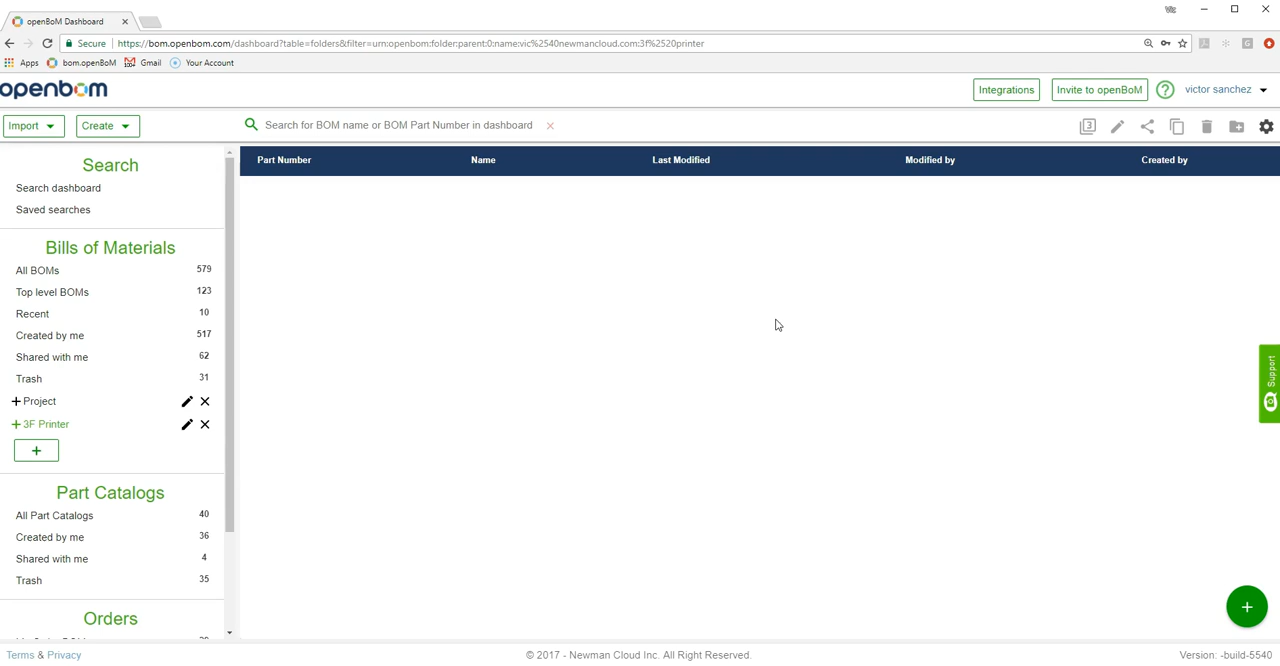 openBoM Dashboard
Vic
Secure https://bom.openbom.com/dashboard?table=folders&filter=urn:openbom:folder:parent:0:name:vic%2540newmancloud.com:3f%2520printer
Apps bom.openBoM Gmail Your Account
openbom
Integrations Invite to openBoM ? victor sanchez
Import Create Search for BOM name or BOM Part Number in dashboard
Search
Search dashboard
Saved searches
Bills of Materials
All BOMs 579
Top level BOMs 123
Recent 10
Created by me 517
Shared with me 62
Trash 31
+ Project
+ 3F Printer
+
Part Catalogs
All Part Catalogs 40
Created by me 36
Shared with me 4
Trash 35
Orders
Part Number Name Last Modified Modified by Created by
Support
+
Terms & Privacy © 2017 - Newman Cloud Inc. All Right Reserved. Version: -build-5540